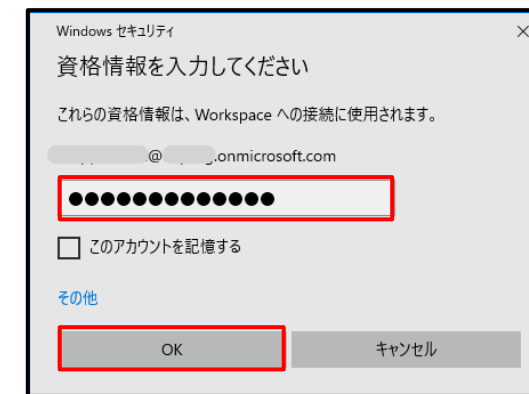 Windows セキュリティ
資格情報を入力してください
これらの資格情報は、Workspace への接続に使用されます。
@ .onmicrosoft.com
●●●●●●●●●●●●●
このアカウントを記憶する
その他
OK
キャンセル